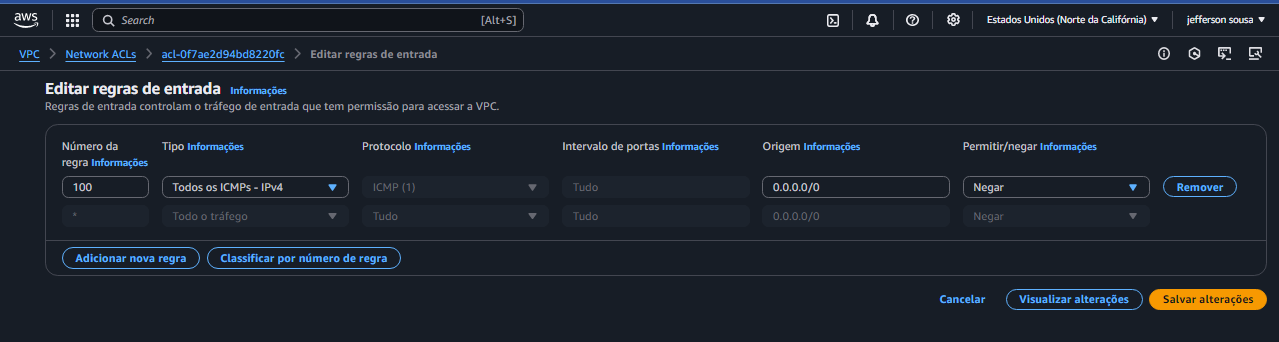 aws Search [Alt+S] Estados Unidos (Norte da Califórnia) jefferson sousa
VPC Network ACLs acl-0f7ae2d94bd8220fc Editar regras de entrada
Editar regras de entrada Informações
Regras de entrada controlam o tráfego de entrada que tem permissão para acessar a VPC.
Número da regra Informações Tipo Informações Protocolo Informações Intervalo de portas Informações Origem Informações Permitir/negar Informações
100 Todos os ICMPs - IPv4 ICMP (1) Tudo 0.0.0.0/0 Negar Remover
* Todo o tráfego Tudo Tudo 0.0.0.0/0 Negar
Adicionar nova regra Classificar por número de regra
Cancelar Visualizar alterações Salvar alterações